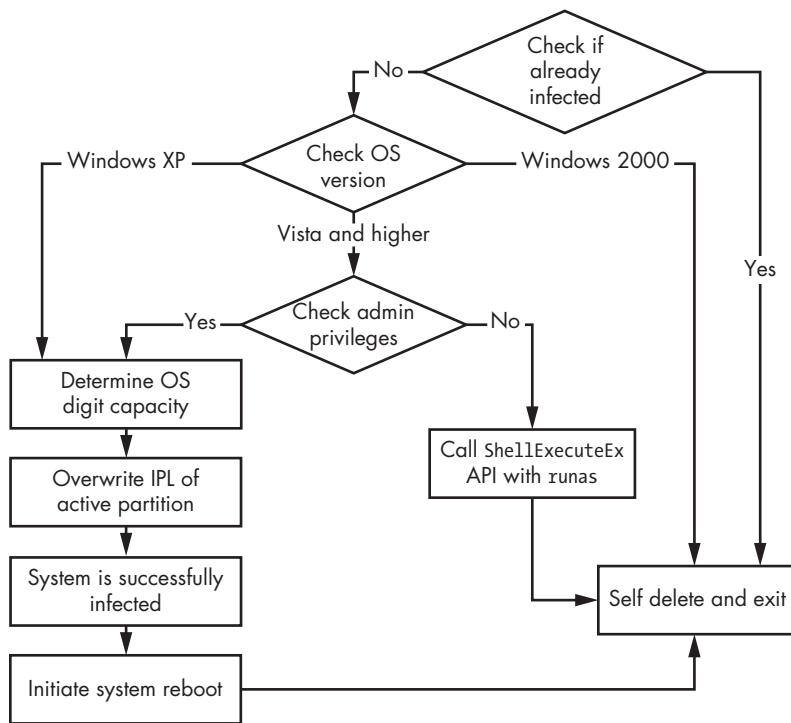 Check if
already
infected
No
Check OS
version
Windows XP
Windows 2000
Vista and higher
Yes
Check admin
privileges
Yes
No
Determine OS
digit capacity
Call ShellExecuteEx
API with runas
Overwrite IPL of
active partition
System is successfully
infected
Self delete and exit
Initiate system reboot